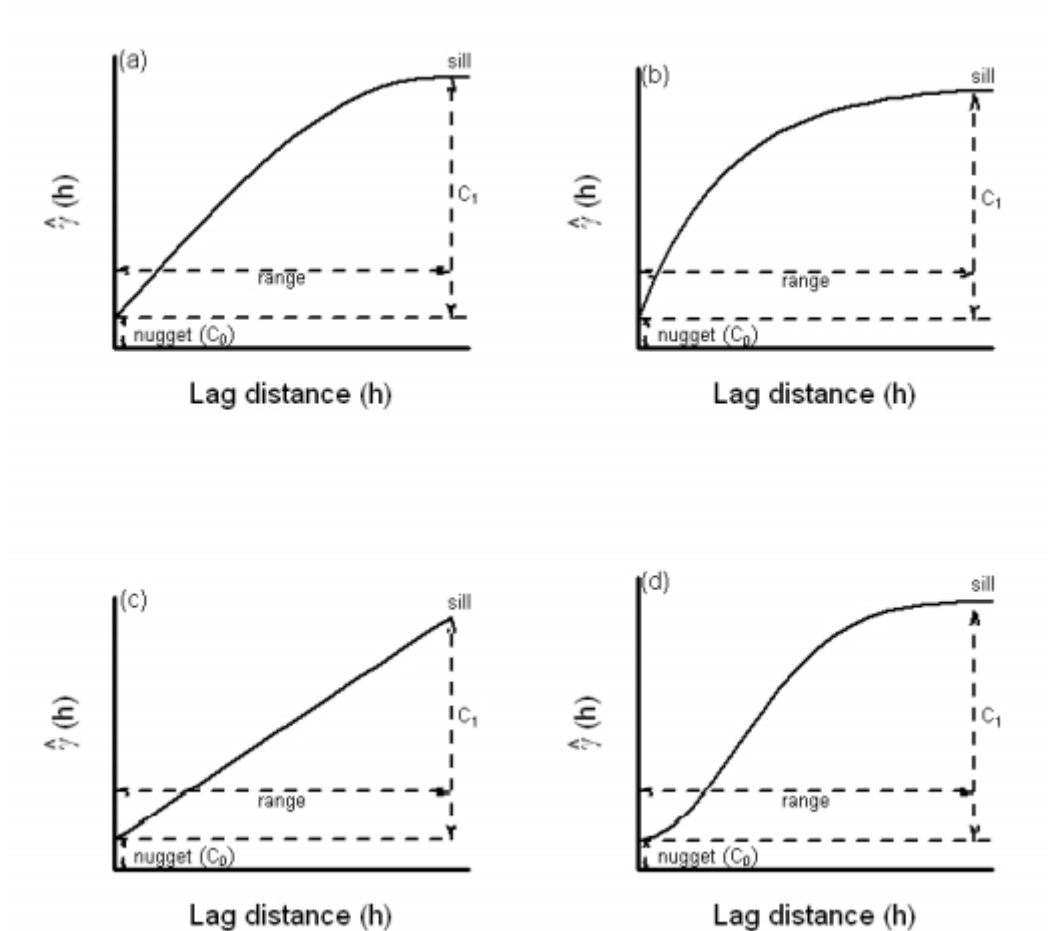 (a)
sill
γ̂ (h)
C₁
range
nugget (C₀)
Lag distance (h)
(b)
sill
γ̂ (h)
C₁
range
nugget (C₀)
Lag distance (h)
(c)
sill
γ̂ (h)
C₁
range
nugget (C₀)
Lag distance (h)
(d)
sill
γ̂ (h)
C₁
range
nugget (C₀)
Lag distance (h)